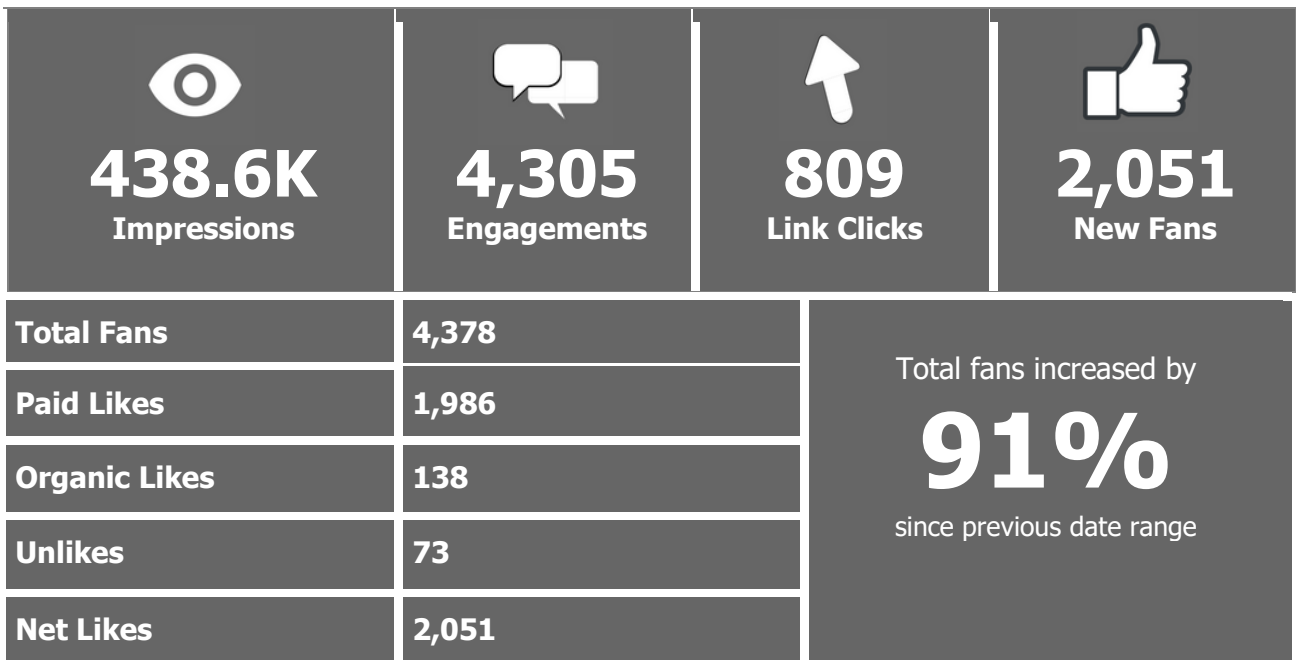 438.6K
Impressions
4,305
Engagements
809
Link Clicks
2,051
New Fans
Total Fans 4,378
Paid Likes 1,986
Organic Likes 138
Unlikes 73
Net Likes 2,051
Total fans increased by
91%
since previous date range